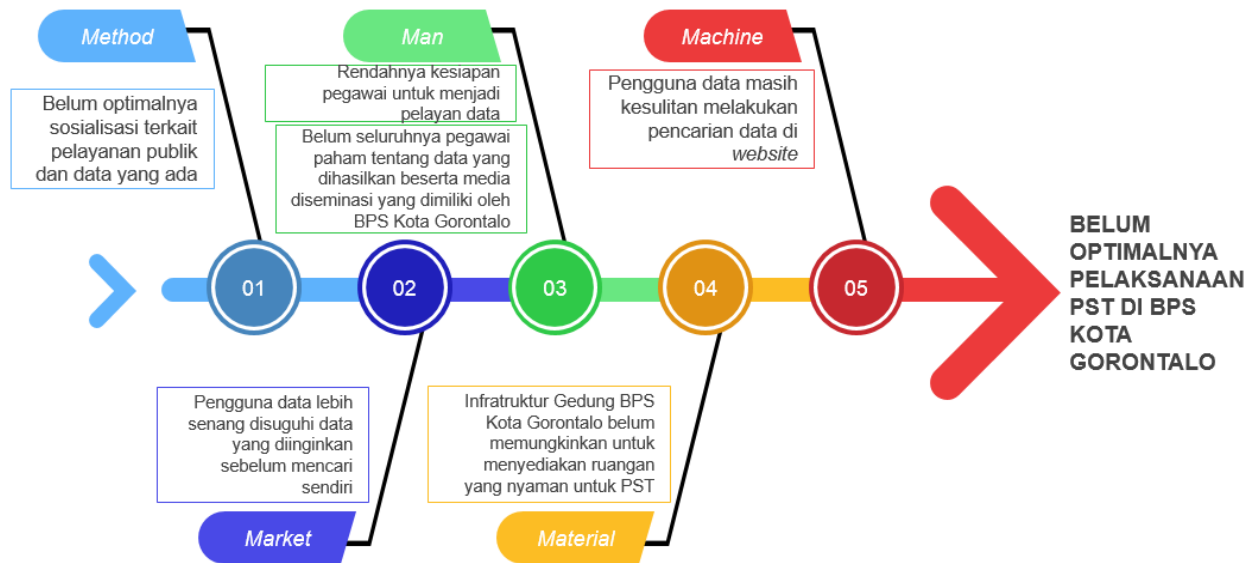 Method
Man
Machine
Belum optimalnya
sosialisasi terkait
pelayanan publik
dan data yang ada
Rendahnya kesiapan
pegawai untuk menjadi
pelayan data
Belum seluruhnya pegawai
paham tentang data yang
dihasilkan beserta media
diseminasi yang dimiliki oleh
BPS Kota Gorontalo
Pengguna data masih
kesulitan melakukan
pencarian data di
website
01
02
03
04
05
BELUM
OPTIMALNYA
PELAKSANAAN
PST DI BPS
KOTA
GORONTALO
Pengguna data lebih
senang disuguhi data
yang diinginkan
sebelum mencari
sendiri
Infratruktur Gedung BPS
Kota Gorontalo belum
memungkinkan untuk
menyediakan ruangan
yang nyaman untuk PST
Market
Material